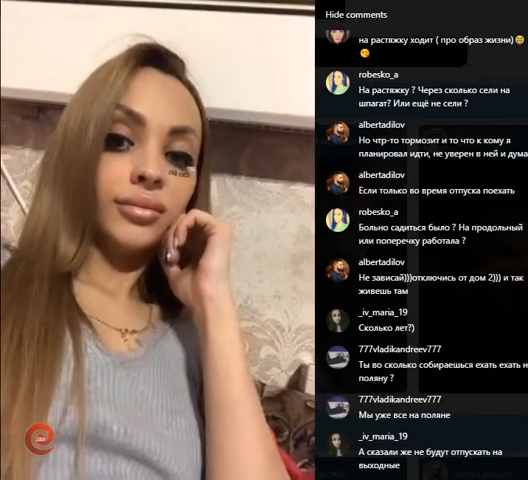 Hide comments
на растяжку ходит ( про образ жизни)😁
😘
robesko_a
На растяжку ? Через сколько сели на
шпагат? Или ещё не сели ?
albertadilov
Но чтр-то тормозит и то что к кому я
планировал идти, не уверен в ней и дума
albertadilov
Если только во время отпуска поехать
robesko_a
Больно садиться было ? На продольный
или поперечку работала ?
albertadilov
Не зависай)))отключись от дом 2))) и так
живешь там
_iv_maria_19
Сколько лет?)
777vladikandreev777
Ты во сколько собираешься ехать ехать н
поляну ?
777vladikandreev777
Мы уже все на поляне
_iv_maria_19
А сказали же не будут отпускать на
выходные